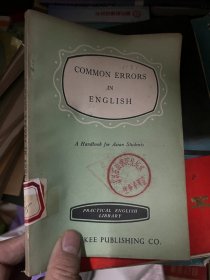 COMMON ERRORS
IN
ENGLISH
A Handbook for Asian Students
PRACTICAL ENGLISH
LIBRARY
KEE PUBLISHING CO.